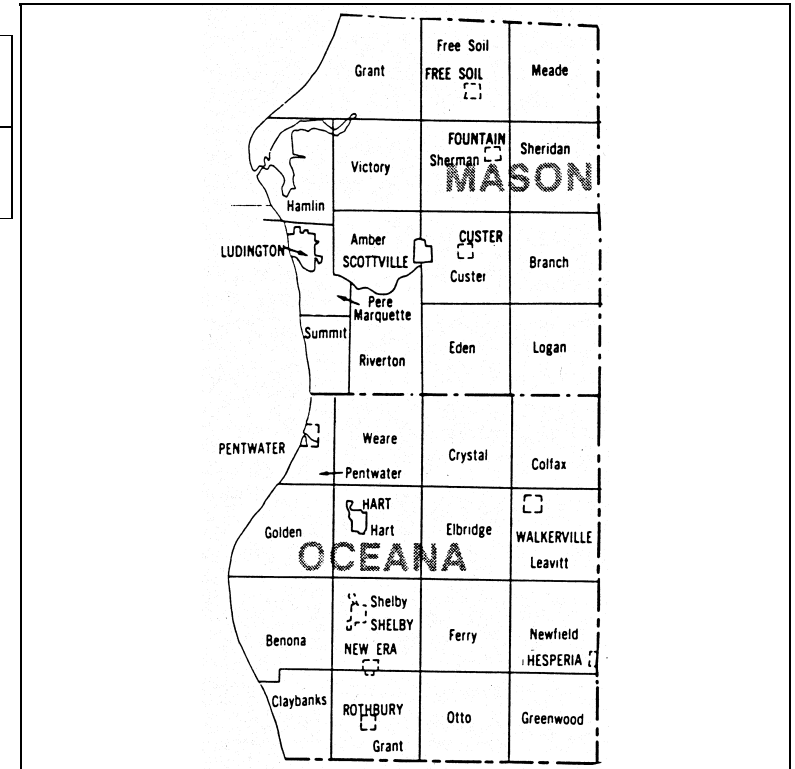 Free Soil
Grant
FREE SOIL
Meade
FOUNTAIN
Sheridan
Victory
Sherman
MASON
Hamlin
Amber
CUSTER
LUDINGTON
SCOTTVILLE
Custer
Branch
Pere
Marquette
Summit
Riverton
Eden
Logan
PENTWATER
Weare
Crystal
Colfax
Pentwater
HART
Golden
Hart
Elbridge
WALKERVILLE
OCEANA
Leavitt
Shelby
SHELBY
Benona
NEW ERA
Ferry
Newfield
HESPERIA
Claybanks
ROTHBURY
Otto
Greenwood
Grant